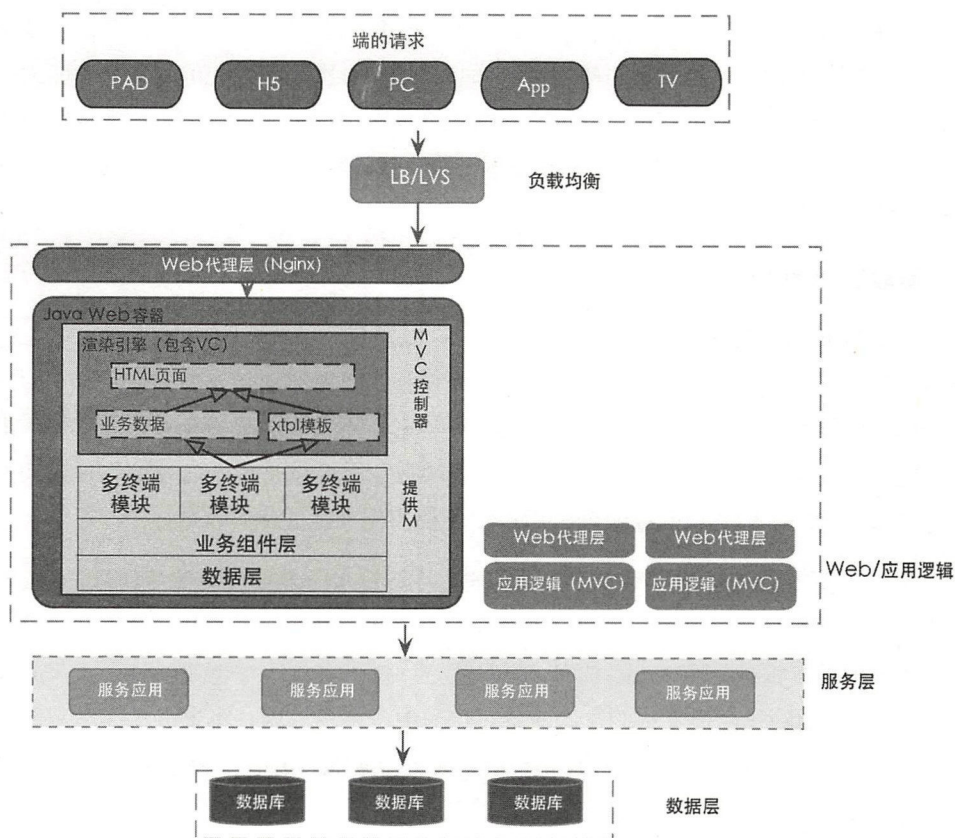 端的请求
PAD
H5
PC
App
TV
LB/LVS
负载均衡
Web代理层（Nginx）
Java Web容器
渲染引擎（包含VC）
HTML页面
业务数据
xtpl模板
MVC控制器
提供M
多终端模块
多终端模块
多终端模块
业务组件层
数据层
Web代理层
Web代理层
应用逻辑（MVC）
应用逻辑（MVC）
Web/应用逻辑
服务应用
服务应用
服务应用
服务应用
服务层
数据库
数据库
数据库
数据层